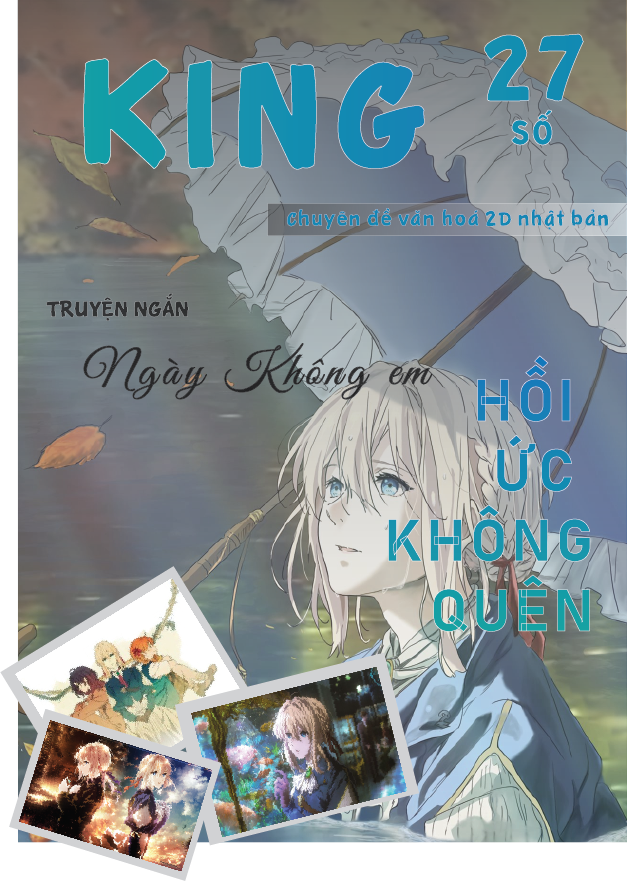 KING
27
SỐ
Chuyên đề văn hoá 2D nhật bản
TRUYỆN NGẮN
Ngày Không em
HỒI
ỨC
KHÔNG
QUÊN